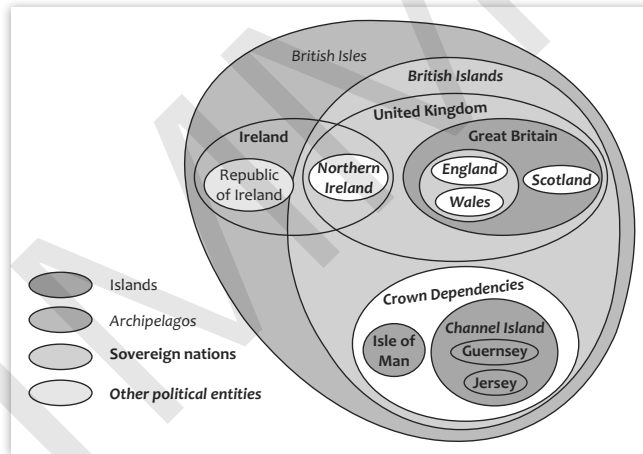 British Isles
British Islands
United Kingdom
Ireland
Great Britain
Republic
of Ireland
Northern
Ireland
England
Wales
Scotland
Crown Dependencies
Isle of
Man
Channel Island
Guernsey
Jersey
Islands
Archipelagos
Sovereign nations
Other political entities